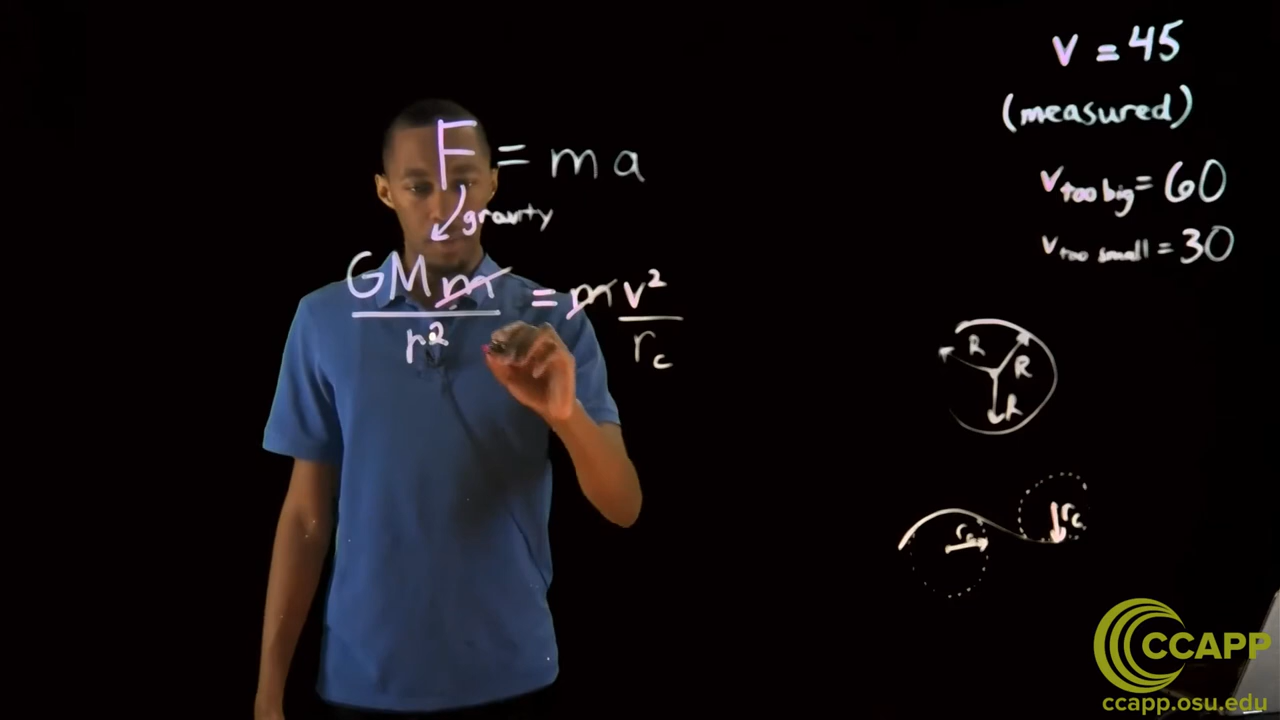 F = ma
gravity
GMm/r² = m v²/r_c
v = 45
(measured)
v too big = 60
v too small = 30
R
R
R
r_c
r_c
CCAPP
ccapp.osu.edu